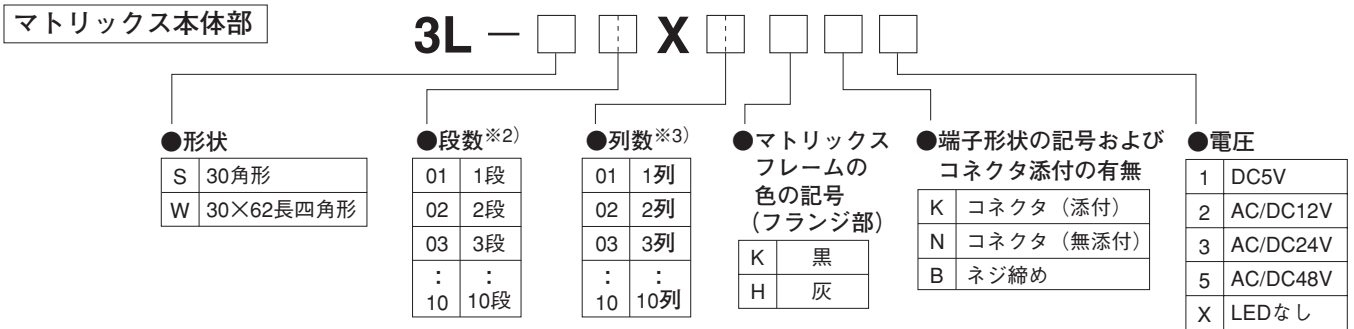 マトリックス本体部
3L－□ □ X □ □ □ □
●形状
S 30角形
W 30×62長四角形
●段数※2)
01 1段
02 2段
03 3段
： ：
10 10段
●列数※3)
01 1列
02 2列
03 3列
： ：
10 10列
●マトリックス
フレームの
色の記号
（フランジ部）
K 黒
H 灰
●端子形状の記号および
コネクタ添付の有無
K コネクタ（添付）
N コネクタ（無添付）
B ネジ締め
●電圧
1 DC5V
2 AC/DC12V
3 AC/DC24V
5 AC/DC48V
X LEDなし